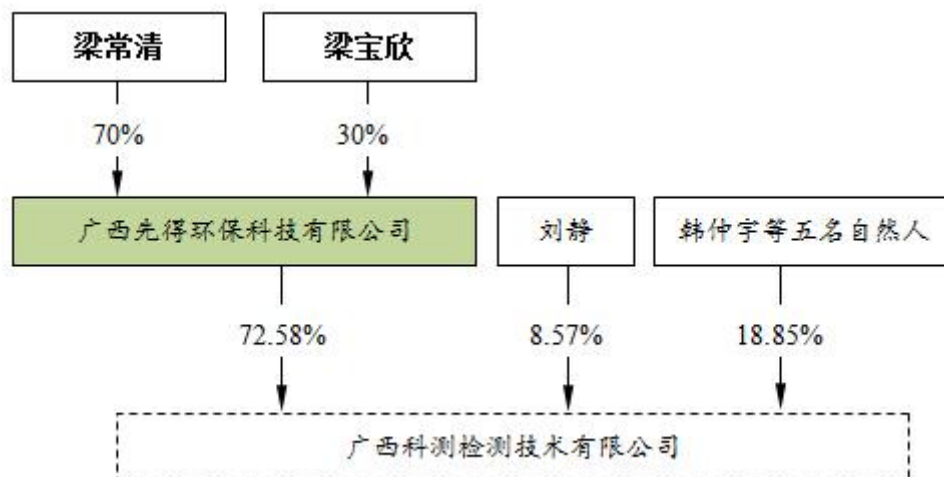 梁常清
梁宝欣
70%
30%
广西先得环保科技有限公司
刘静
韩仲宇等五名自然人
72.58%
8.57%
18.85%
广西科测检测技术有限公司